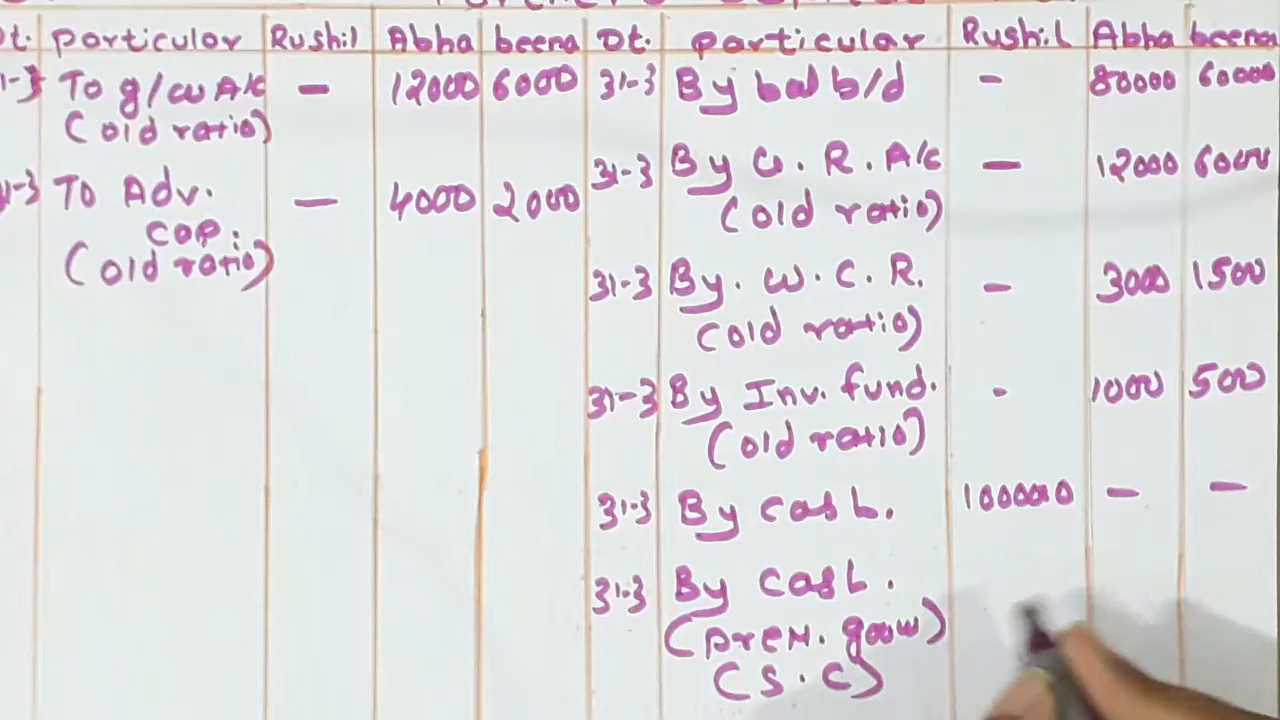 Dt. particular Rushil Abha beena Dt. particular Rushil Abha beena
To g/w A/c — 12000 6000 31-3 By bal b/d - 80000 60000
(old ratio)
31-3 By G. R. A/c — 12000 6000
To Adv. — 4000 2000 (old ratio)
COP.
(old ratio) 31-3 By. W. C. R. - 3000 1500
(old ratio)
31-3 By Inv. fund. - 1000 500
(old ratio)
31-3 By Cash. 100000 — —
31-3 By Cash.
(prem. goow)
(S.C)